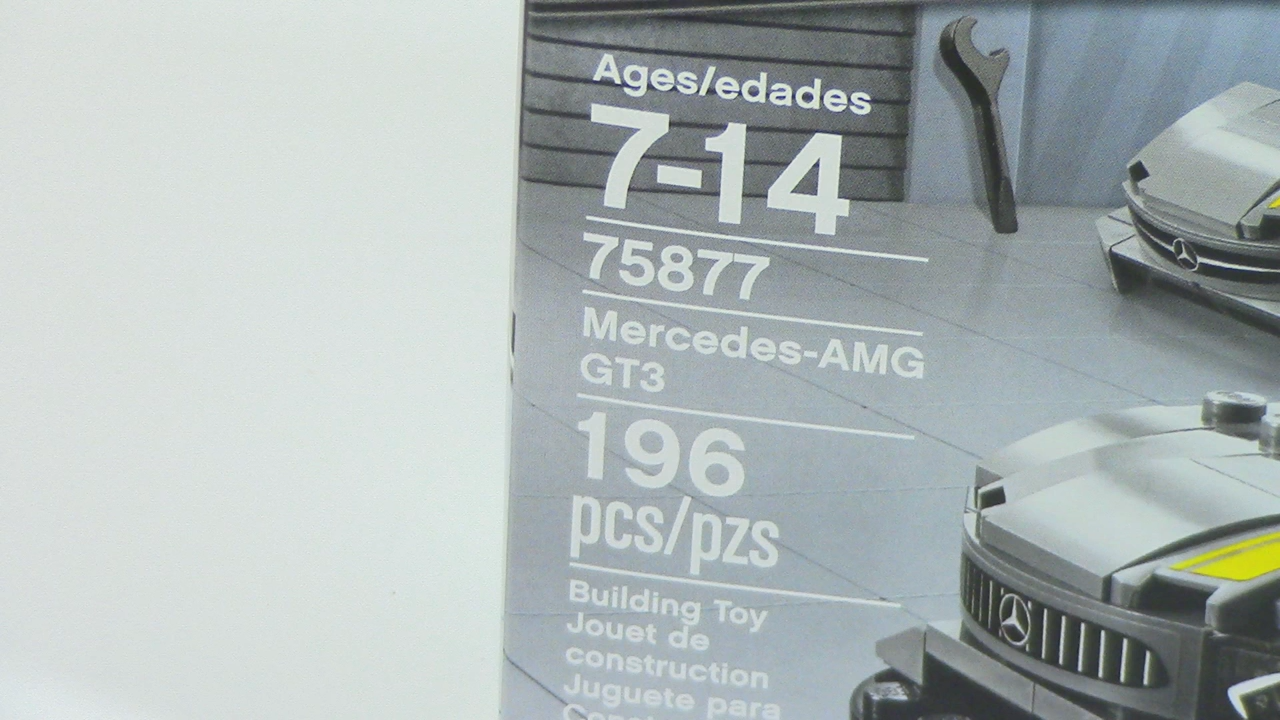 Ages/edades
7-14
75877
Mercedes-AMG
GT3
196
pcs/pzs
Building Toy
Jouet de
construction
Juguete para